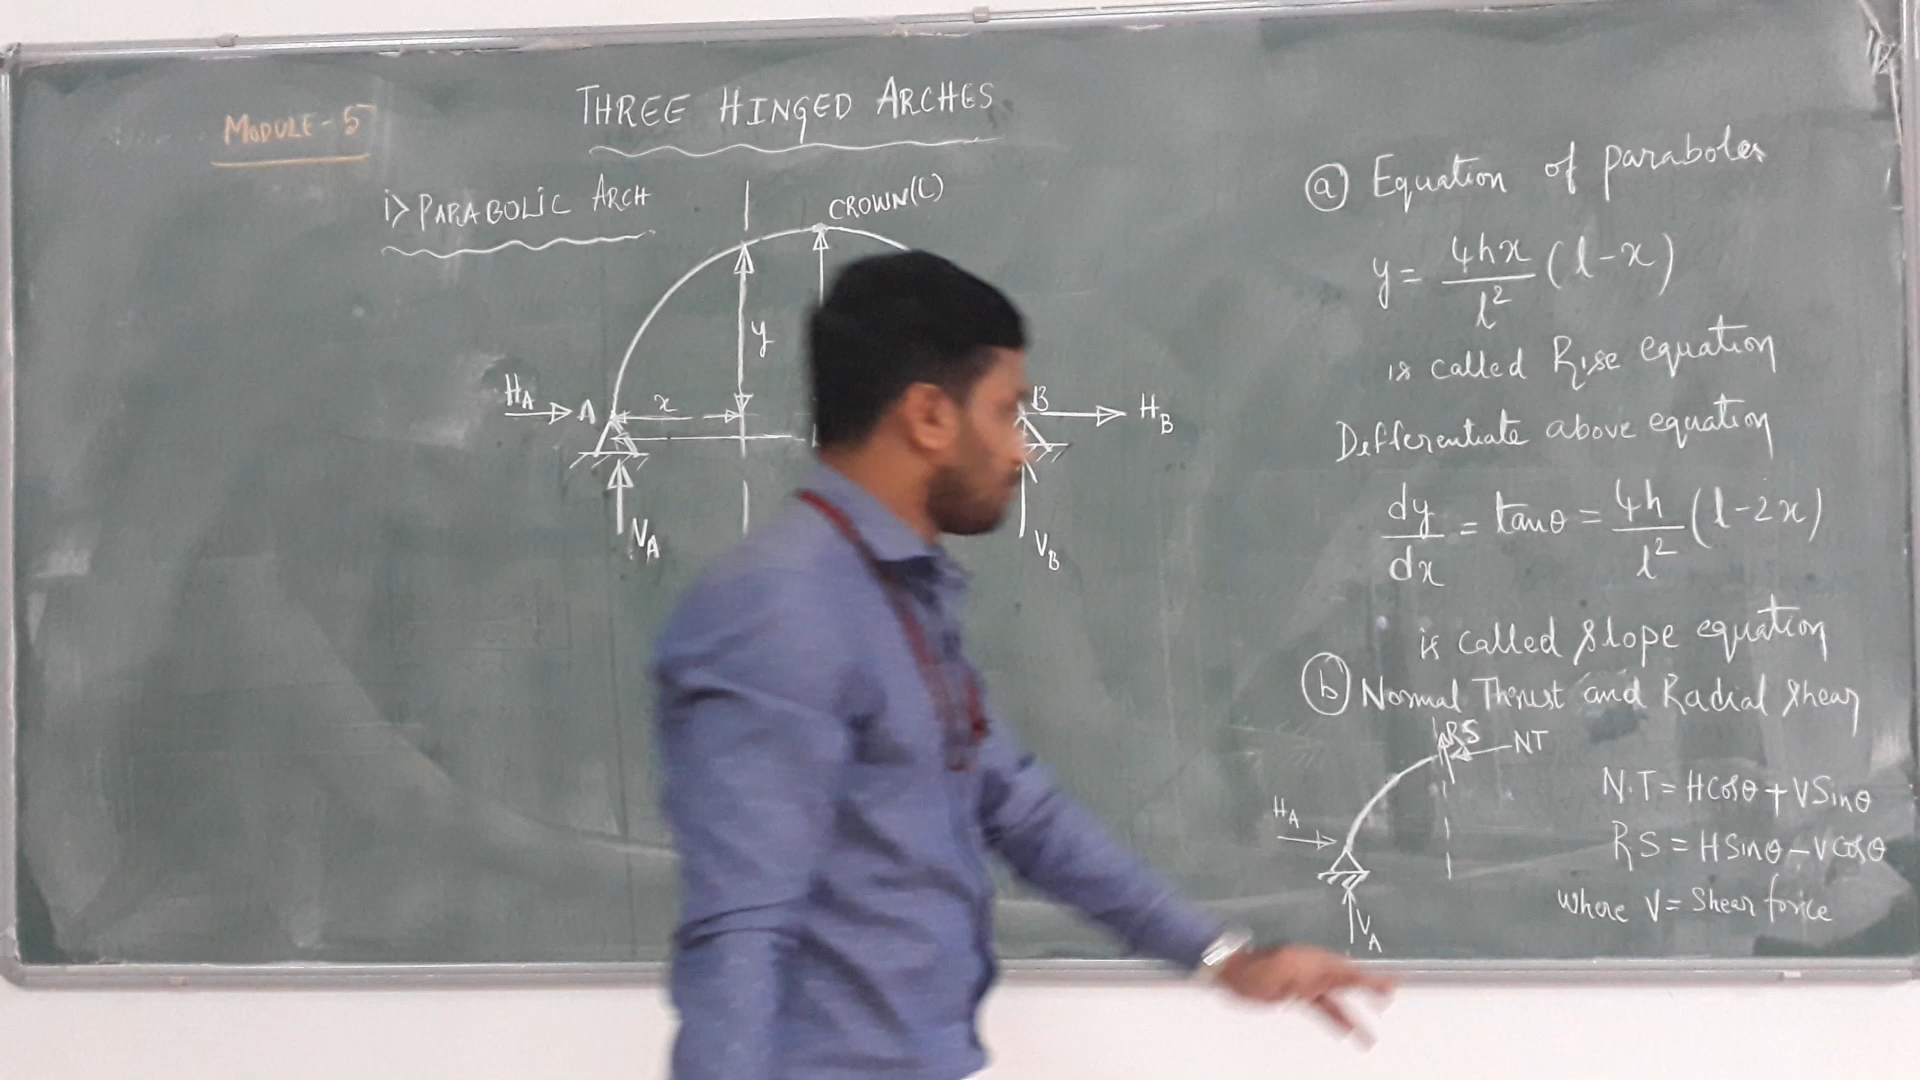 MODULE-5
THREE HINGED ARCHES
i> PARABOLIC ARCH
CROWN(C)
y
HA
A
x
B
HB
VA
VB
(a) Equation of parabola
y = 4hx/l² (l-x)
is called Rise equation
Differentiate above equation
dy/dx = tanθ = 4h/l² (l-2x)
is called slope equation
(b) Normal Thrust and Radial shear
RS
NT
HA
VA
N.T = HCosθ + VSinθ
RS = HSinθ - VCosθ
where V = Shear force